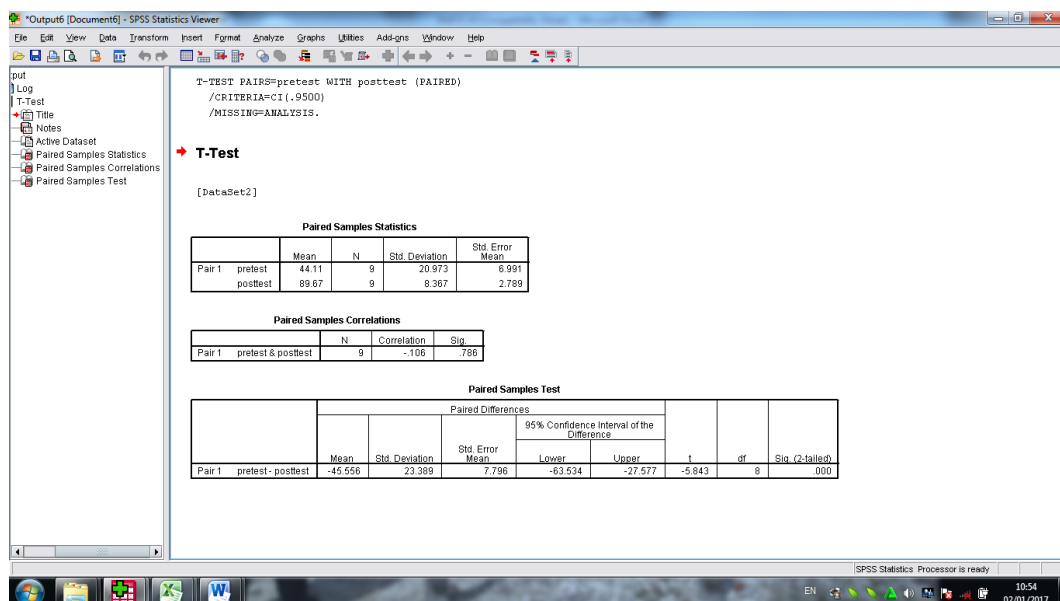 *Output6 [Document6] - SPSS Statistics Viewer
File Edit View Data Transform Insert Format Analyze Graphs Utilities Add-ons Window Help
put
Log
T-Test
Title
Notes
Active Dataset
Paired Samples Statistics
Paired Samples Correlations
Paired Samples Test
T-TEST PAIRS=pretest WITH posttest (PAIRED)
/CRITERIA=CI(.9500)
/MISSING=ANALYSIS.
T-Test
[DataSet2]
Paired Samples Statistics
Mean N Std. Deviation Std. Error Mean
Pair 1 pretest 44.11 9 20.973 6.991
posttest 89.67 9 8.367 2.789
Paired Samples Correlations
N Correlation Sig.
Pair 1 pretest & posttest 9 -.106 .786
Paired Samples Test
Paired Differences
95% Confidence Interval of the Difference
Mean Std. Deviation Std. Error Mean Lower Upper t df Sig. (2-tailed)
Pair 1 pretest - posttest -45.556 23.389 7.796 -63.534 -27.577 -5.843 8 .000
SPSS Statistics Processor is ready
EN 10:54
02/01/2017